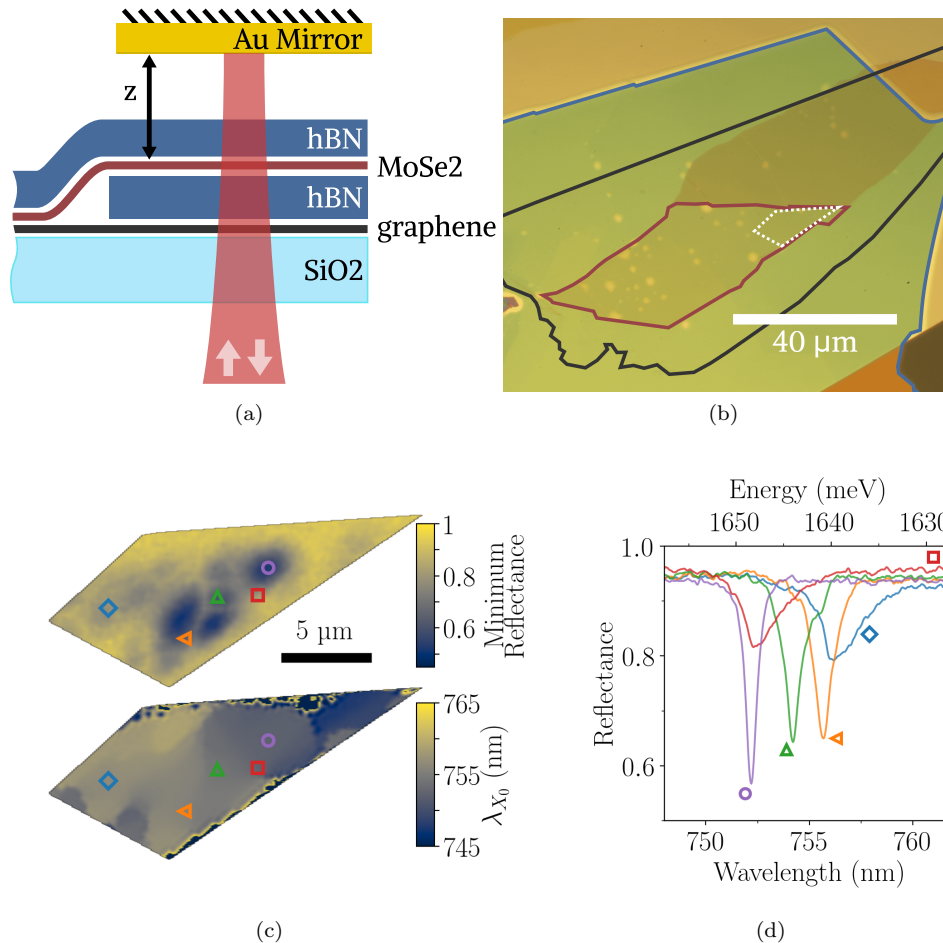 Au Mirror
z
hBN
MoSe2
hBN
graphene
SiO2
(a)
40 μm
(b)
1
0.8
0.6
Minimum
Reflectance
5 μm
765
755
745
λX0 (nm)
(c)
Energy (meV)
1650 1640 1630
1.0
0.8
0.6
Reflectance
750 755 760
Wavelength (nm)
(d)